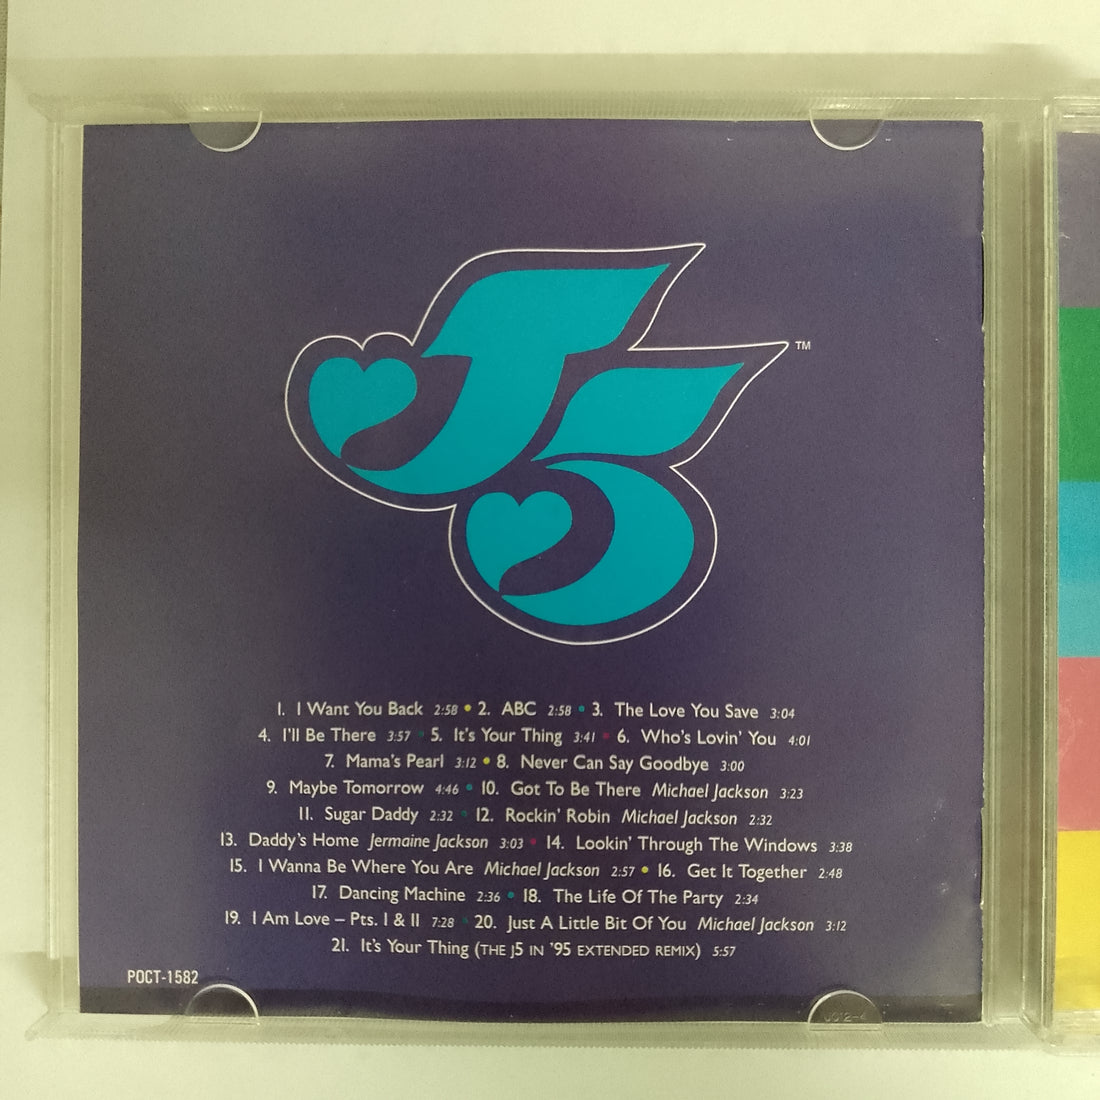 J5
TM
1. I Want You Back 2:58 • 2. ABC 2:58 • 3. The Love You Save 3:04
4. I'll Be There 3:57 • 5. It's Your Thing 3:41 • 6. Who's Lovin' You 4:01
7. Mama's Pearl 3:12 • 8. Never Can Say Goodbye 3:00
9. Maybe Tomorrow 4:46 • 10. Got To Be There Michael Jackson 3:23
11. Sugar Daddy 2:32 • 12. Rockin' Robin Michael Jackson 2:32
13. Daddy's Home Jermaine Jackson 3:03 • 14. Lookin' Through The Windows 3:38
15. I Wanna Be Where You Are Michael Jackson 2:57 • 16. Get It Together 2:48
17. Dancing Machine 2:36 • 18. The Life Of The Party 2:34
19. I Am Love – Pts. I & II 7:28 • 20. Just A Little Bit Of You Michael Jackson 3:12
21. It's Your Thing (THE J5 IN '95 EXTENDED REMIX) 5:57
POCT-1582